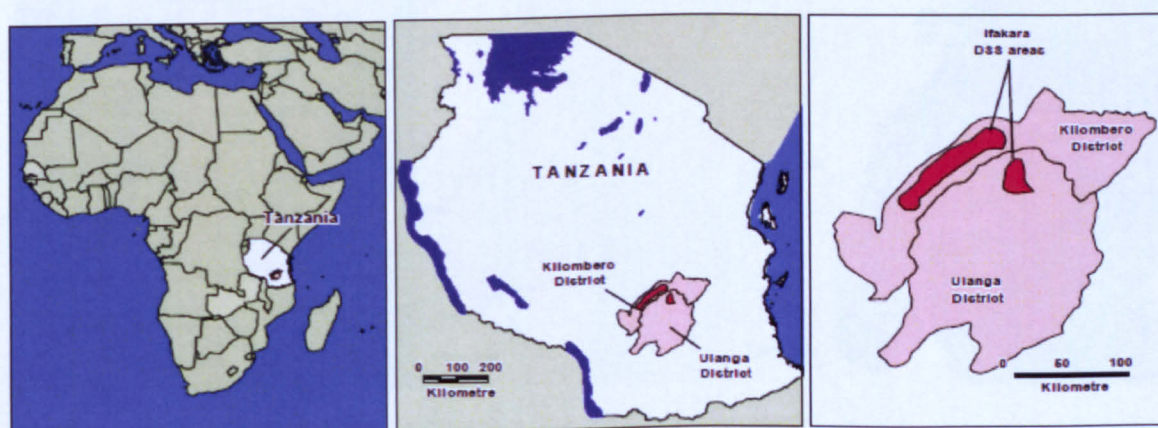 Tanzania
TANZANIA
Kilombero
District
Ulanga
District
0 100 200
Kilometre
Ifakara
DSS areas
Kilombero
District
Ulanga
District
0 50 100
Kilometre